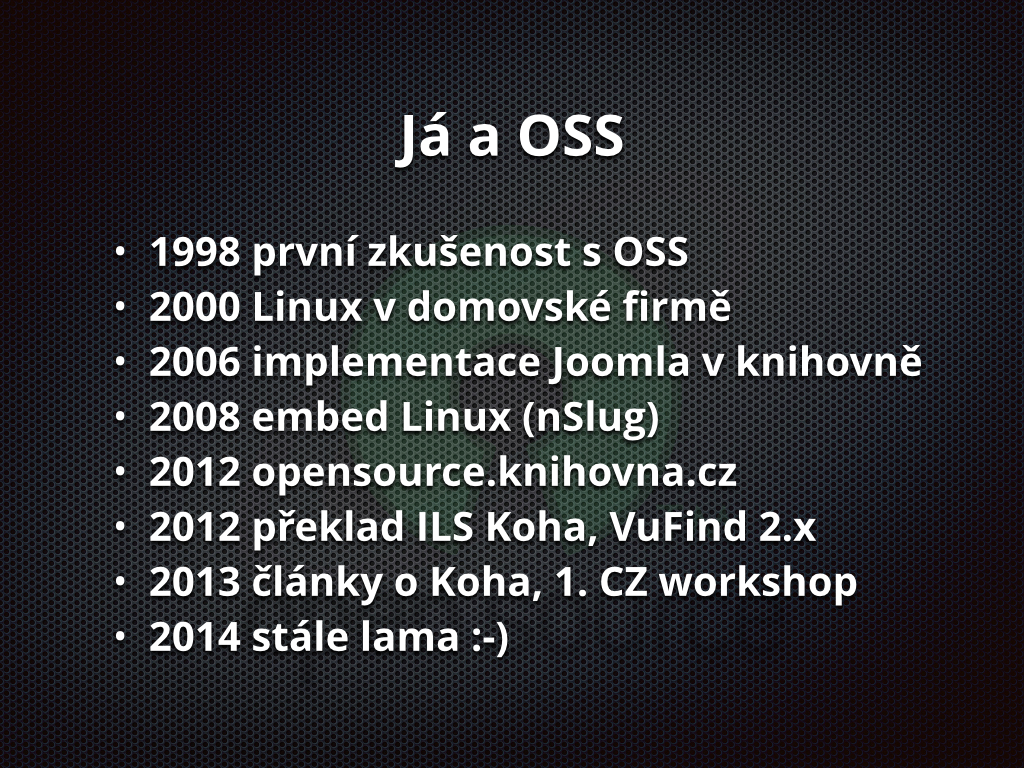 Já a OSS
• 1998 první zkušenost s OSS
• 2000 Linux v domovské firmě
• 2006 implementace Joomla v knihovně
• 2008 embed Linux (nSlug)
• 2012 opensource.knihovna.cz
• 2012 překlad ILS Koha, VuFind 2.x
• 2013 články o Koha, 1. CZ workshop
• 2014 stále lama :-)